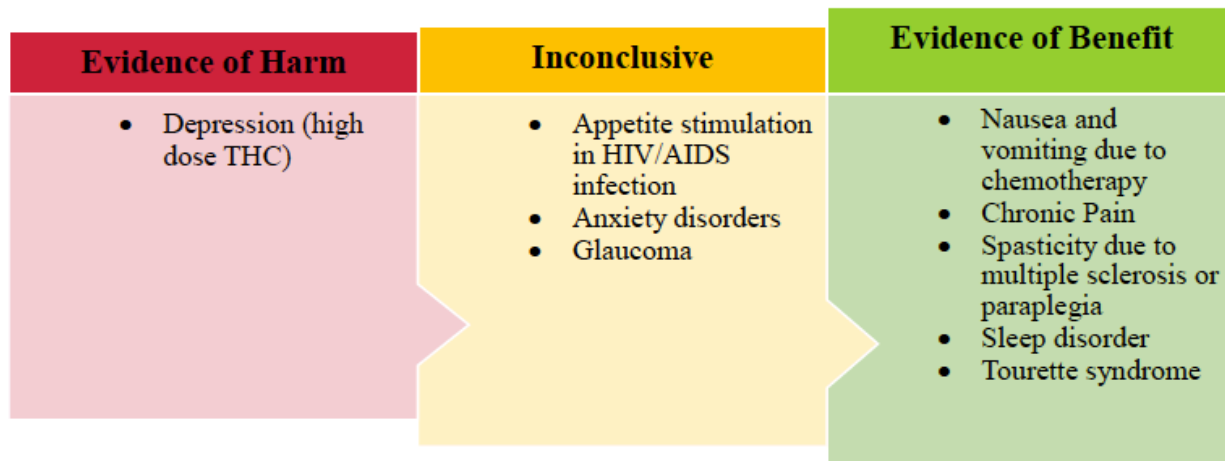 Evidence of Harm
• Depression (high
dose THC)
Inconclusive
• Appetite stimulation
in HIV/AIDS
infection
• Anxiety disorders
• Glaucoma
Evidence of Benefit
• Nausea and
vomiting due to
chemotherapy
• Chronic Pain
• Spasticity due to
multiple sclerosis or
paraplegia
• Sleep disorder
• Tourette syndrome